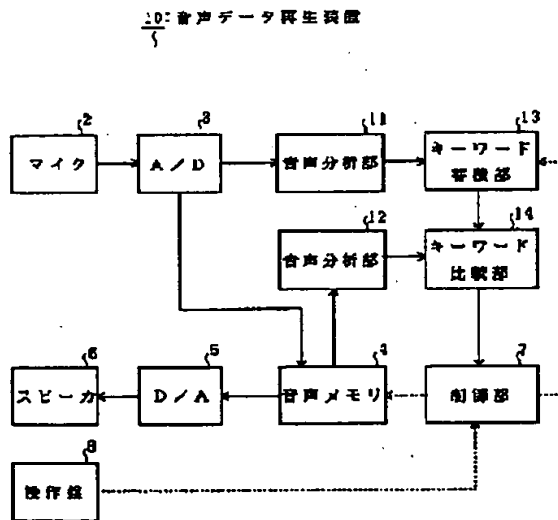 10:音声データ再生装置
2
3
11
13
マイク
A/D
音声分析部
キーワード
蓄積部
12
14
音声分析部
キーワード
比較部
6
5
4
7
スピーカ
D/A
音声メモリ
制御部
8
操作盤